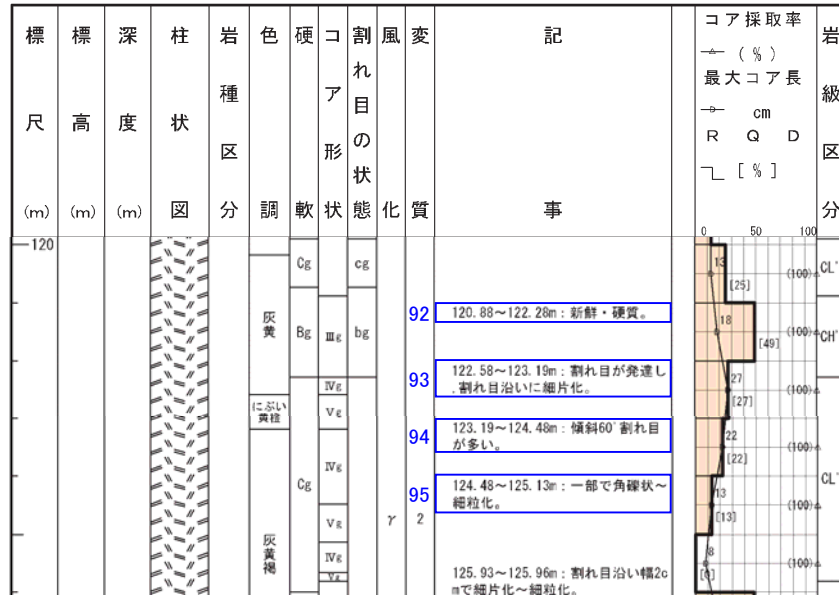 標尺(m)
標高(m)
深度(m)
柱状図
岩種区分
色調
硬軟
コア形状
割れ目の状態
風化
変質
記事
コア採取率
(%)
最大コア長
cm
RQD
[%]
岩級区分
0 50 100
120
灰黄
にぶい
黄橙
灰黄褐
Cg
Bg
Cg
Ⅲg
Ⅳg
Ⅴg
Ⅳg
Ⅴg
Ⅳg
Ⅴg
cg
bg
γ
2
92
120.88～122.28m：新鮮・硬質。
93
122.58～123.19m：割れ目が発達し
.割れ目沿いに細片化。
94
123.19～124.48m：傾斜60°割れ目
が多い。
95
124.48～125.13m：一部で角礫状～
細粒化。
125.93～125.96m：割れ目沿い幅2c
mで細片化～細粒化。
13
(100)
[25]
18
(100)
[49]
27
(100)
[27]
22
(100)
[22]
13
(100)
[13]
8
(100)
CL'
CH'
CL'